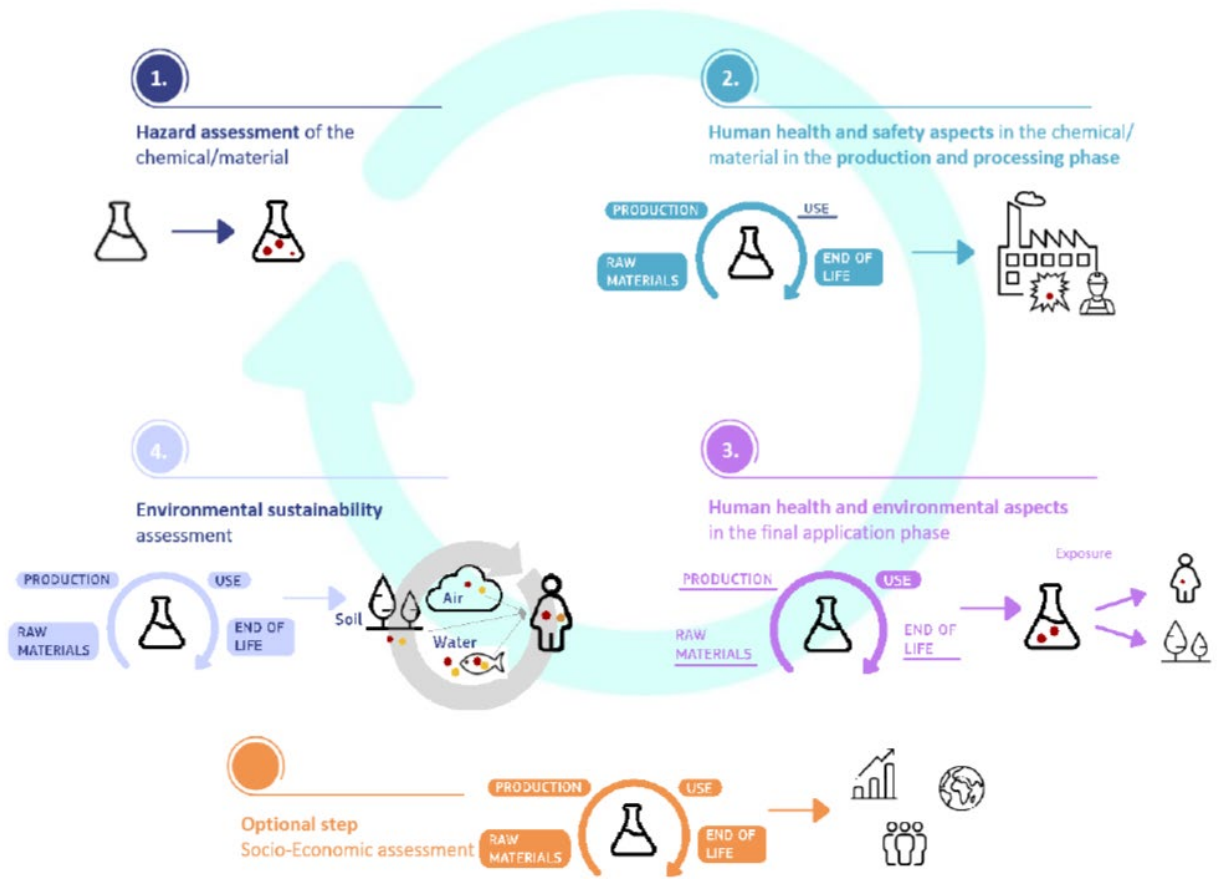 1.
Hazard assessment of the
chemical/material
2.
Human health and safety aspects in the chemical/
material in the production and processing phase
PRODUCTION
USE
RAW
MATERIALS
END OF
LIFE
4.
Environmental sustainability
assessment
PRODUCTION
USE
RAW
MATERIALS
END OF
LIFE
Soil
Air
Water
3.
Human health and environmental aspects
in the final application phase
Exposure
PRODUCTION
USE
RAW
MATERIALS
END OF
LIFE
Optional step
Socio-Economic assessment
PRODUCTION
USE
RAW
MATERIALS
END OF
LIFE